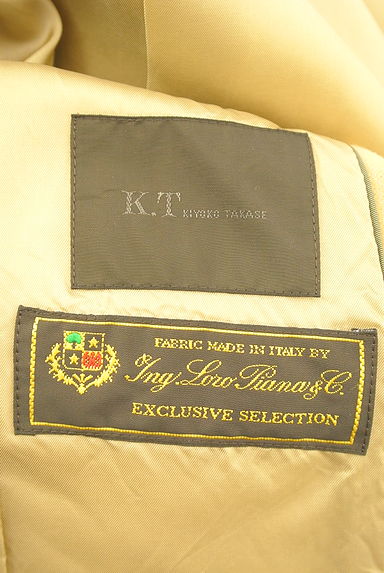 K.T KIYOKO TAKASE
FABRIC MADE IN ITALY BY
Ing. Loro Piana & C.
EXCLUSIVE SELECTION